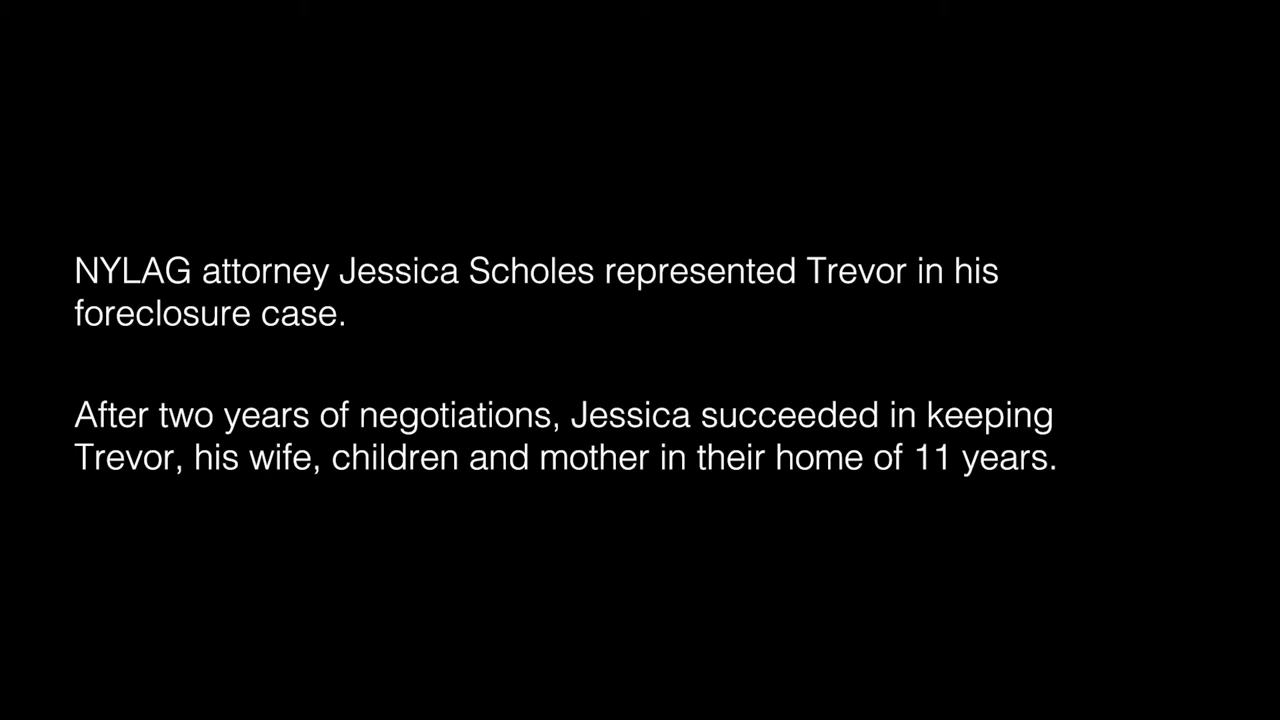 NYLAG attorney Jessica Scholes represented Trevor in his
foreclosure case.
After two years of negotiations, Jessica succeeded in keeping
Trevor, his wife, children and mother in their home of 11 years.